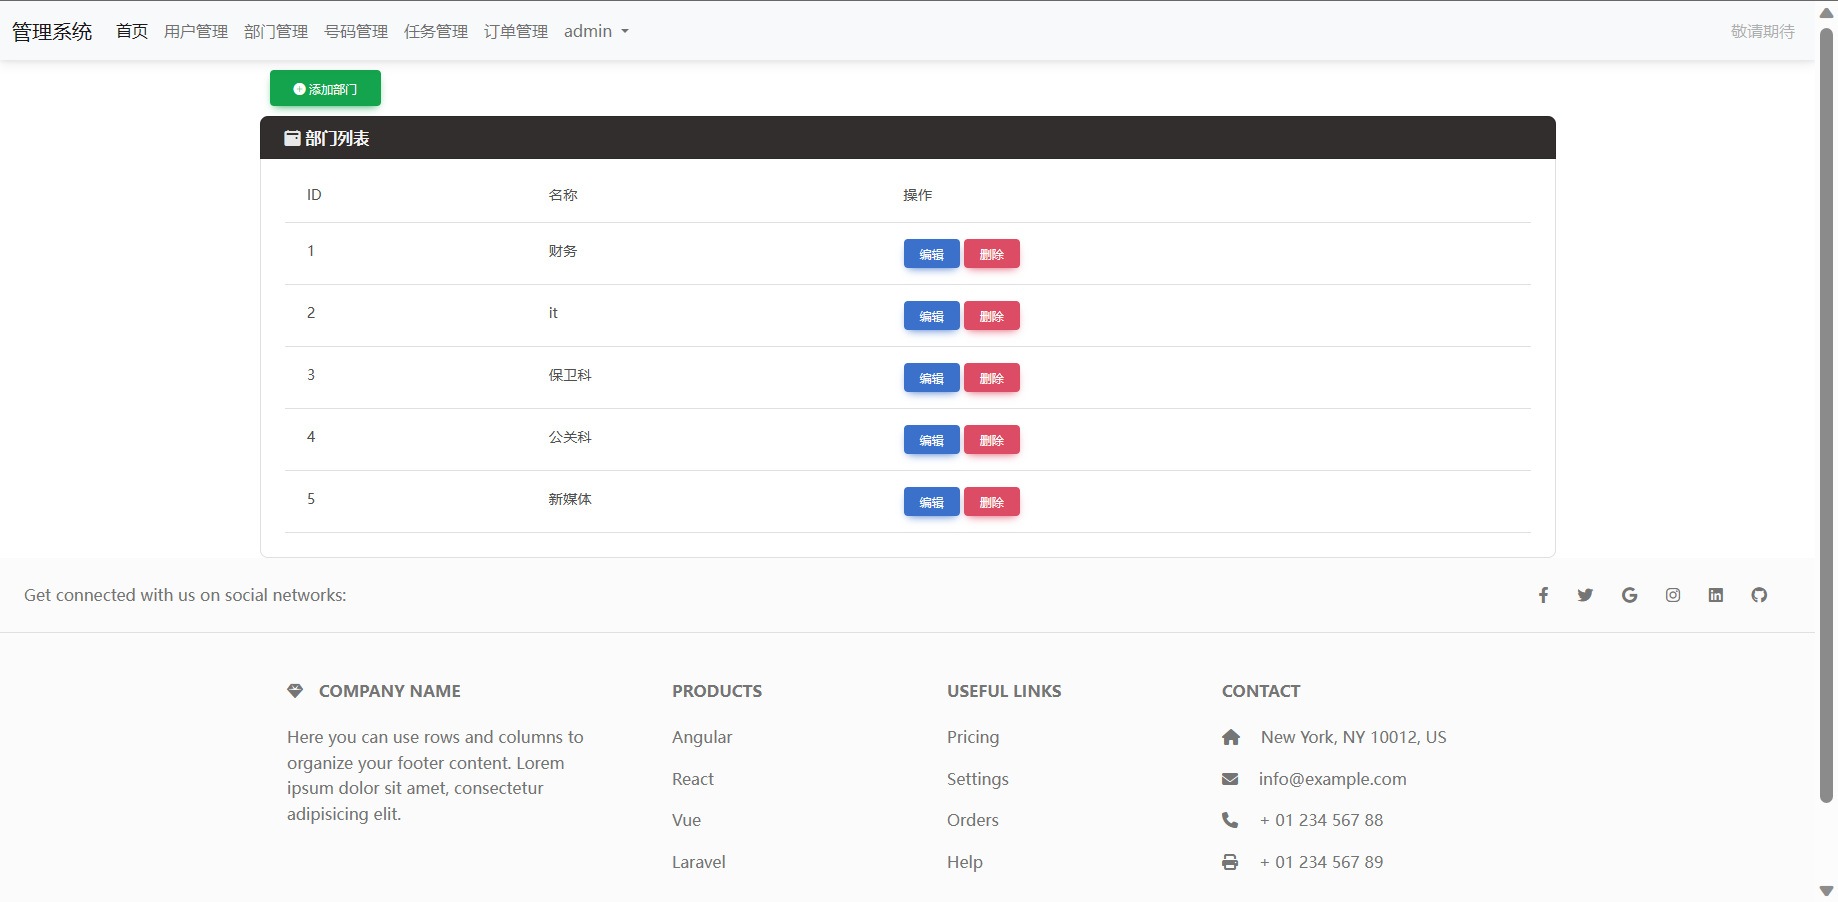 管理系统 首页 用户管理 部门管理 号码管理 任务管理 订单管理 admin 敬请期待
添加部门
部门列表
ID 名称 操作
1 财务 编辑 删除
2 it 编辑 删除
3 保卫科 编辑 删除
4 公关科 编辑 删除
5 新媒体 编辑 删除
Get connected with us on social networks:
COMPANY NAME
Here you can use rows and columns to
organize your footer content. Lorem
ipsum dolor sit amet, consectetur
adipisicing elit.
PRODUCTS
Angular
React
Vue
Laravel
USEFUL LINKS
Pricing
Settings
Orders
Help
CONTACT
New York, NY 10012, US
info@example.com
+ 01 234 567 88
+ 01 234 567 89